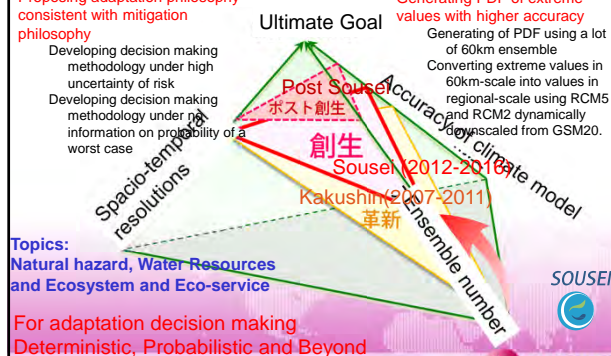 Proposing adaptation philosophy
consistent with mitigation
philosophy
Developing decision making
methodology under high
uncertainty of risk
Developing decision making
methodology under no
information on probability of a
worst case
Ultimate Goal
Generating PDF of extreme
values with higher accuracy
Generating of PDF using a lot
of 60km ensemble
Converting extreme values in
60km-scale into values in
regional-scale using RCM5
and RCM2 dynamically
downscaled from GSM20.
Post Sousei
ポスト創生
創生
Sousei (2012-2016)
Kakushin(2007-2011)
革新
Spacio-temporal
resolutions
Accuracy of climate model
Ensemble number
Topics:
Natural hazard, Water Resources
and Ecosystem and Eco-service
SOUSEI
For adaptation decision making
Deterministic, Probabilistic and Beyond